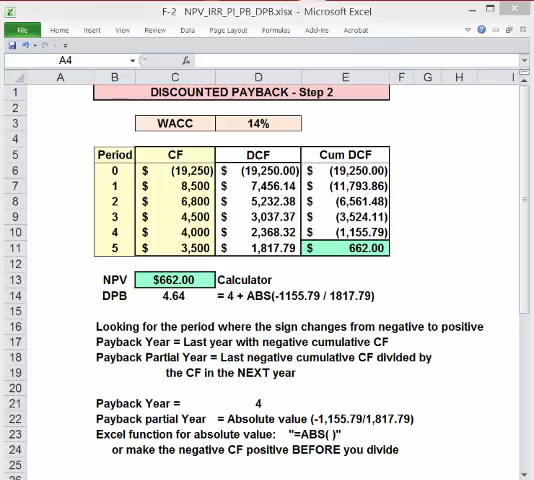 F-2 NPV_IRR_PI_PB_DPB.xlsx - Microsoft Excel
File Home Insert View Review Data Page Layout Formulas Add-Ins Acrobat
A4 fx
A B C D E F G H I
1 DISCOUNTED PAYBACK - Step 2
2
3 WACC 14%
4
5 Period CF DCF Cum DCF
6 0 $ (19,250) $ (19,250.00) $ (19,250.00)
7 1 $ 8,500 $ 7,456.14 $ (11,793.86)
8 2 $ 6,800 $ 5,232.38 $ (6,561.48)
9 3 $ 4,500 $ 3,037.37 $ (3,524.11)
10 4 $ 4,000 $ 2,368.32 $ (1,155.79)
11 5 $ 3,500 $ 1,817.79 $ 662.00
12
13 NPV $662.00 Calculator
14 DPB 4.64 = 4 + ABS(-1155.79 / 1817.79)
15
16 Looking for the period where the sign changes from negative to positive
17 Payback Year = Last year with negative cumulative CF
18 Payback Partial Year = Last negative cumulative CF divided by
19 the CF in the NEXT year
20
21 Payback Year = 4
22 Payback partial Year = Absolute value (-1,155.79/1,817.79)
23 Excel function for absolute value: "=ABS( )"
24 or make the negative CF positive BEFORE you divide
25
26